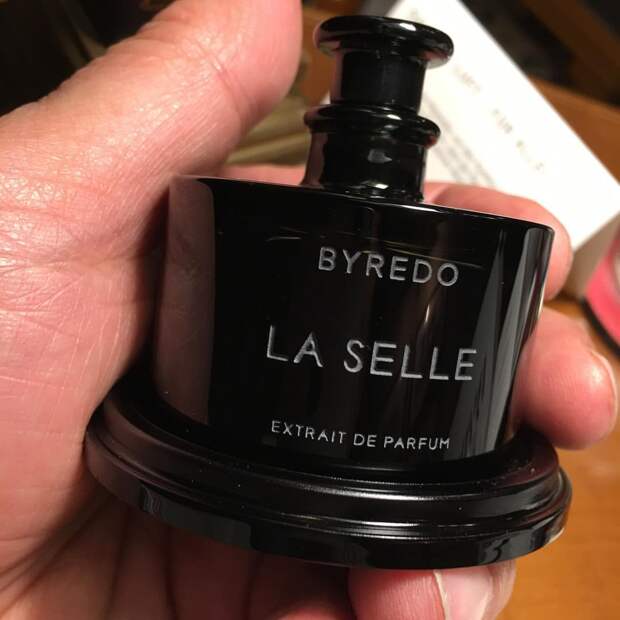 BYREDO
LA SELLE
EXTRAIT DE PARFUM